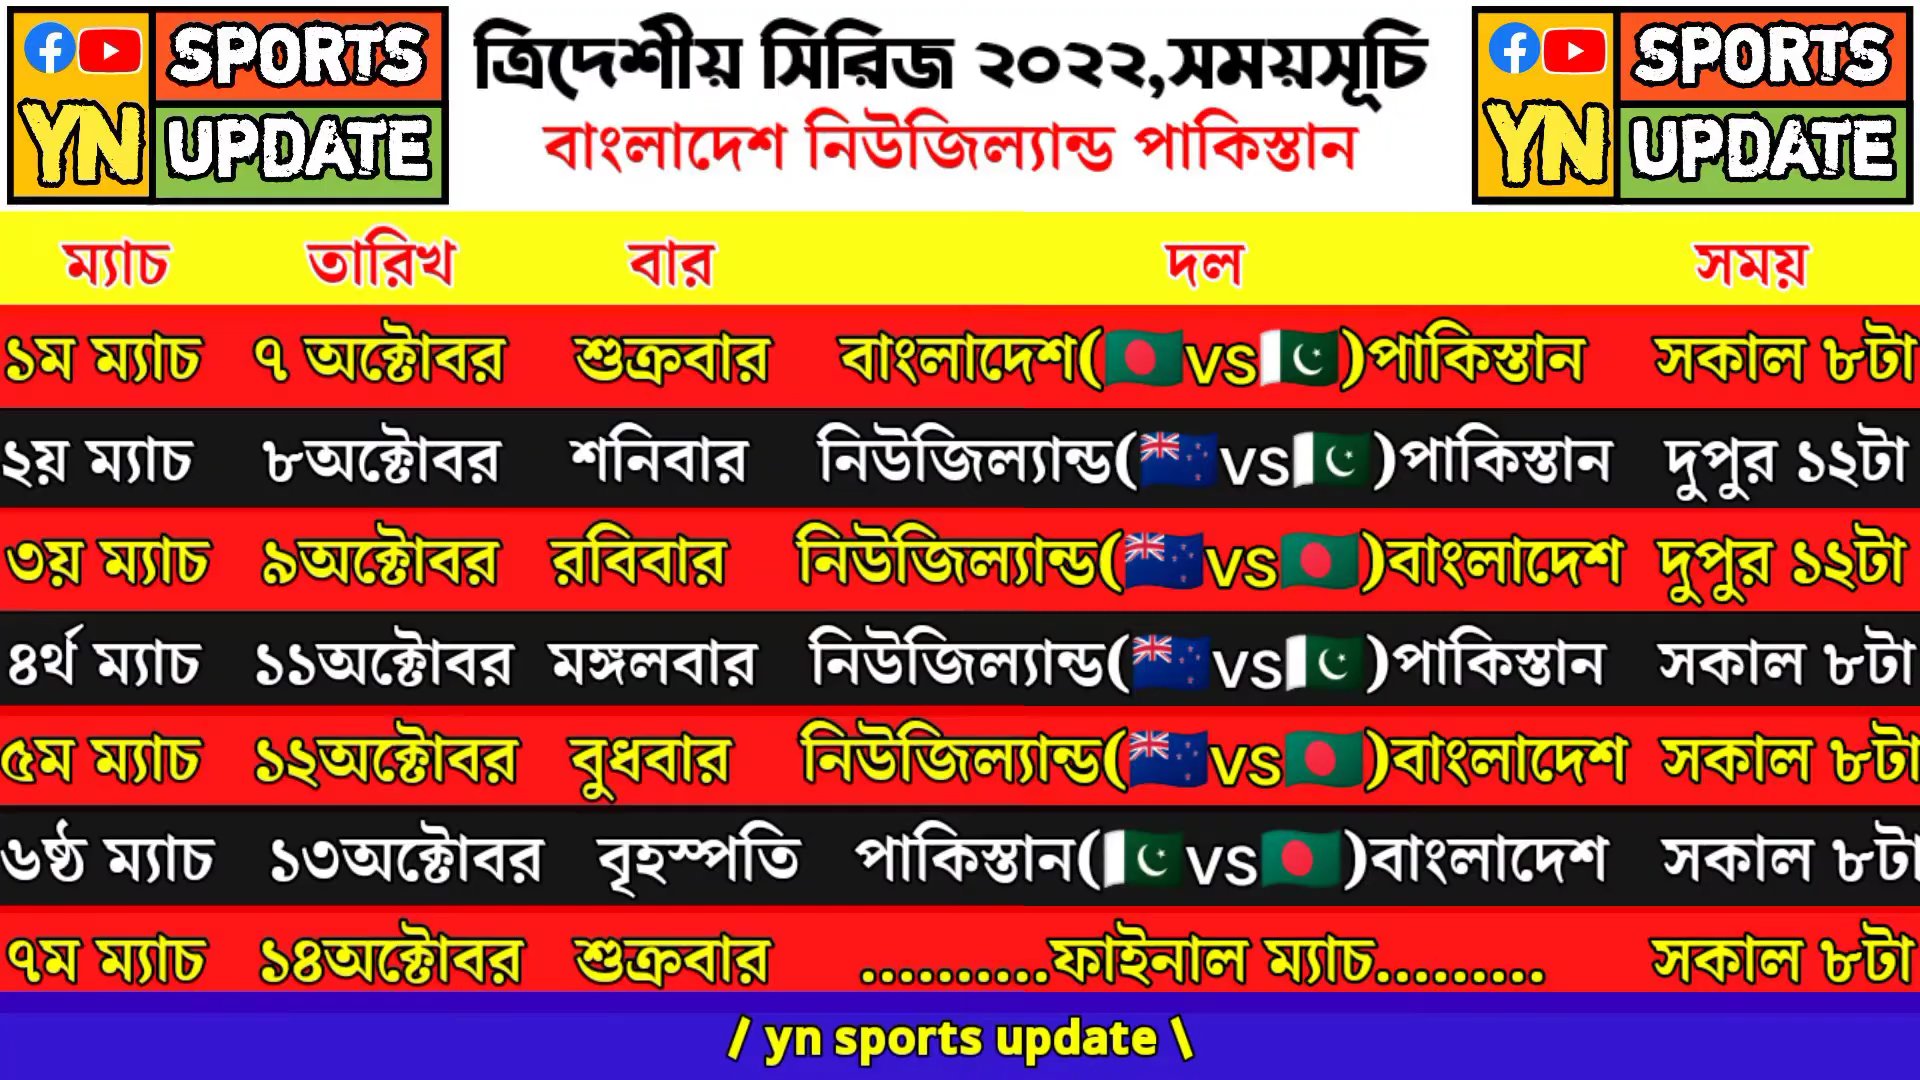 SPORTS
YN UPDATE
ত্রিদেশীয় সিরিজ ২০২২,সময়সূচি
বাংলাদেশ নিউজিল্যান্ড পাকিস্তান
SPORTS
YN UPDATE
ম্যাচ তারিখ বার দল সময়
১ম ম্যাচ ৭ অক্টোবর শুক্রবার বাংলাদেশ(vs)পাকিস্তান সকাল ৮টা
২য় ম্যাচ ৮অক্টোবর শনিবার নিউজিল্যান্ড(vs)পাকিস্তান দুপুর ১২টা
৩য় ম্যাচ ৯অক্টোবর রবিবার নিউজিল্যান্ড(vs)বাংলাদেশ দুপুর ১২টা
৪র্থ ম্যাচ ১১অক্টোবর মঙ্গলবার নিউজিল্যান্ড(vs)পাকিস্তান সকাল ৮টা
৫ম ম্যাচ ১২অক্টোবর বুধবার নিউজিল্যান্ড(vs)বাংলাদেশ সকাল ৮টা
৬ষ্ঠ ম্যাচ ১৩অক্টোবর বৃহস্পতি পাকিস্তান(vs)বাংলাদেশ সকাল ৮টা
৭ম ম্যাচ ১৪অক্টোবর শুক্রবার ..........ফাইনাল ম্যাচ......... সকাল ৮টা
/ yn sports update \